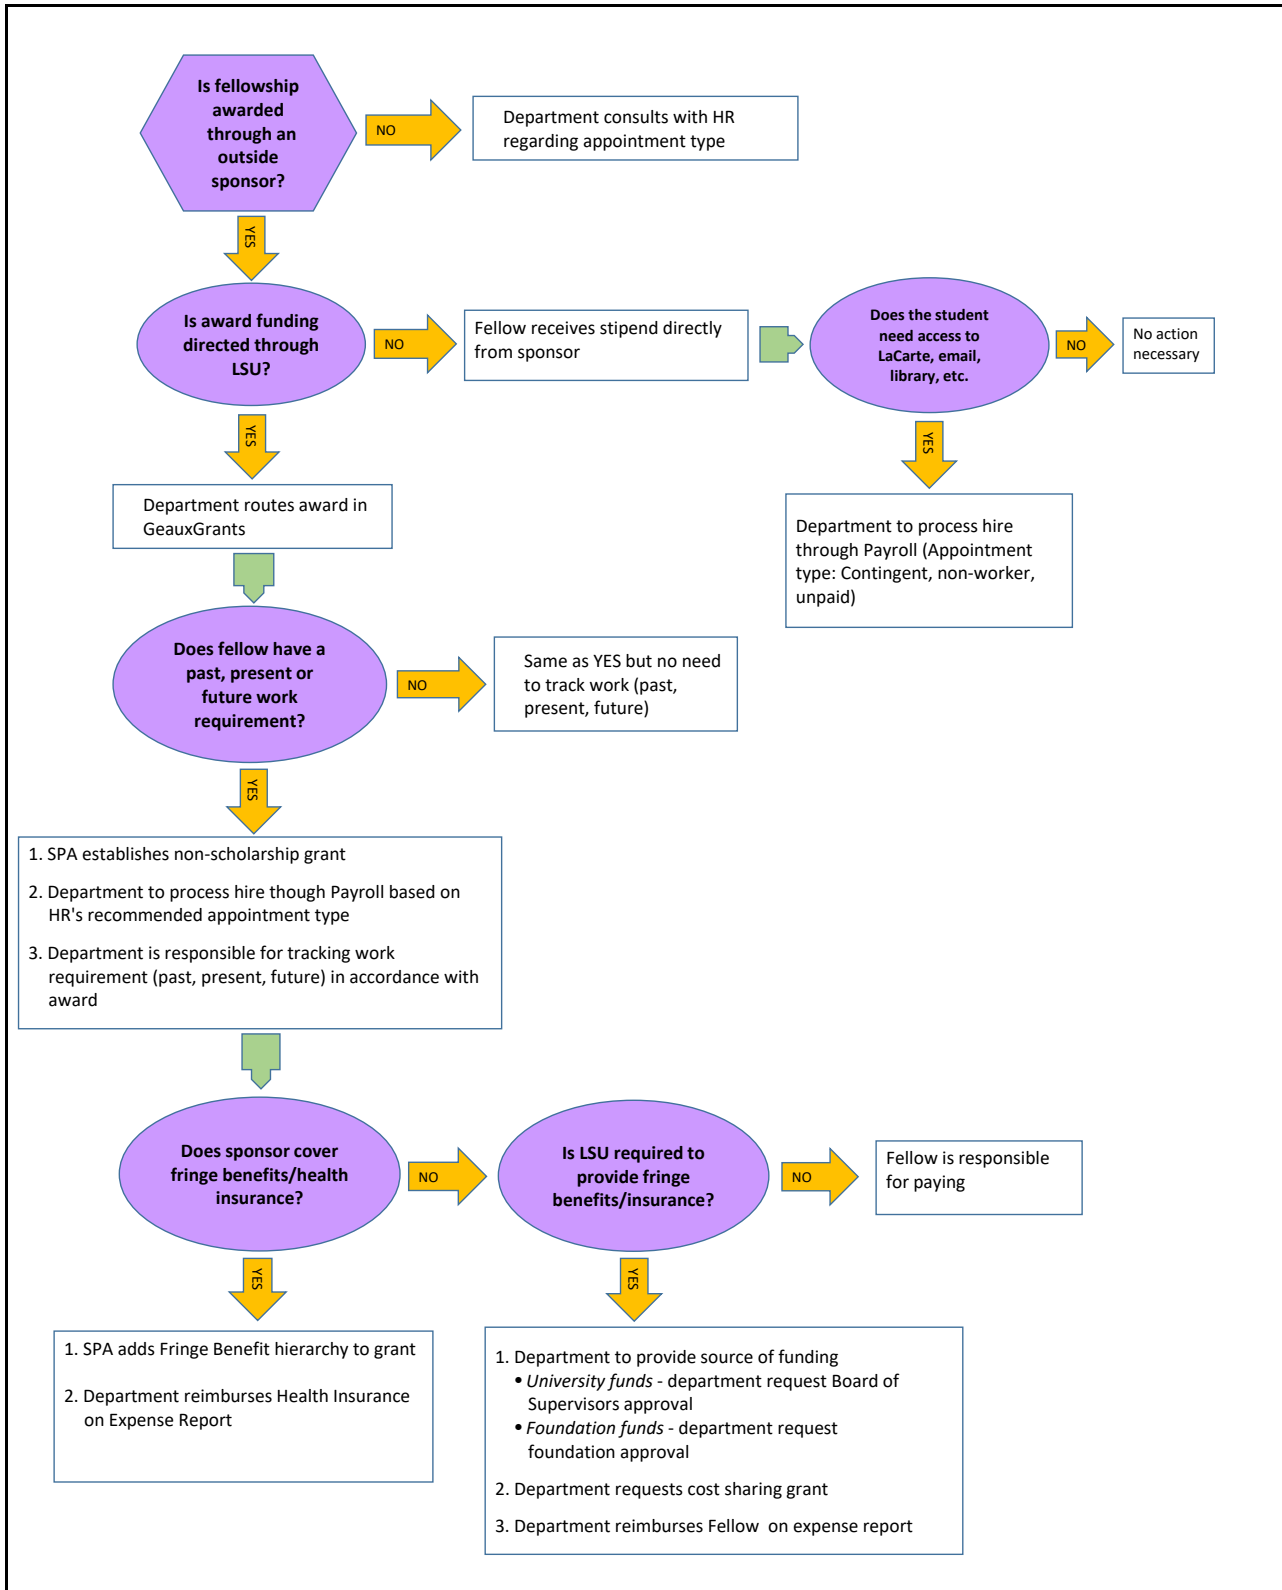 Is fellowship
awarded
through an
outside
sponsor?
NO
Department consults with HR
regarding appointment type
YES
Is award funding
directed through
LSU?
NO
Fellow receives stipend directly
from sponsor
Does the student
need access to
LaCarte, email,
library, etc.
NO
No action
necessary
YES
YES
Department routes award in
GeauxGrants
Department to process hire
through Payroll (Appointment
type: Contingent, non-worker,
unpaid)
Does fellow have a
past, present or
future work
requirement?
NO
Same as YES but no need
to track work (past,
present, future)
YES
1. SPA establishes non-scholarship grant
2. Department to process hire though Payroll based on
HR's recommended appointment type
3. Department is responsible for tracking work
requirement (past, present, future) in accordance with
award
Does sponsor cover
fringe benefits/health
insurance?
NO
Is LSU required to
provide fringe
benefits/insurance?
NO
Fellow is responsible
for paying
YES
YES
1. SPA adds Fringe Benefit hierarchy to grant
2. Department reimburses Health Insurance
on Expense Report
1. Department to provide source of funding
• University funds - department request Board of
Supervisors approval
• Foundation funds - department request
foundation approval
2. Department requests cost sharing grant
3. Department reimburses Fellow  on expense report